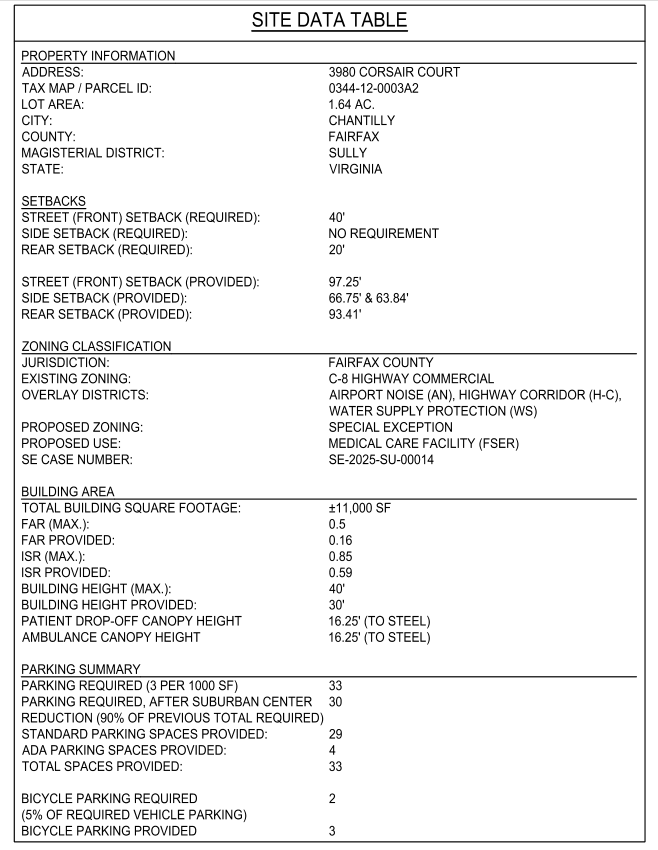 SITE DATA TABLE
PROPERTY INFORMATION
ADDRESS: 3980 CORSAIR COURT
TAX MAP / PARCEL ID: 0344-12-0003A2
LOT AREA: 1.64 AC.
CITY: CHANTILLY
COUNTY: FAIRFAX
MAGISTERIAL DISTRICT: SULLY
STATE: VIRGINIA
SETBACKS
STREET (FRONT) SETBACK (REQUIRED): 40'
SIDE SETBACK (REQUIRED): NO REQUIREMENT
REAR SETBACK (REQUIRED): 20'
STREET (FRONT) SETBACK (PROVIDED): 97.25'
SIDE SETBACK (PROVIDED): 66.75' & 63.84'
REAR SETBACK (PROVIDED): 93.41'
ZONING CLASSIFICATION
JURISDICTION: FAIRFAX COUNTY
EXISTING ZONING: C-8 HIGHWAY COMMERCIAL
OVERLAY DISTRICTS: AIRPORT NOISE (AN), HIGHWAY CORRIDOR (H-C),
WATER SUPPLY PROTECTION (WS)
PROPOSED ZONING: SPECIAL EXCEPTION
PROPOSED USE: MEDICAL CARE FACILITY (FSER)
SE CASE NUMBER: SE-2025-SU-00014
BUILDING AREA
TOTAL BUILDING SQUARE FOOTAGE: ±11,000 SF
FAR (MAX.): 0.5
FAR PROVIDED: 0.16
ISR (MAX.): 0.85
ISR PROVIDED: 0.59
BUILDING HEIGHT (MAX.): 40'
BUILDING HEIGHT PROVIDED: 30'
PATIENT DROP-OFF CANOPY HEIGHT 16.25' (TO STEEL)
AMBULANCE CANOPY HEIGHT 16.25' (TO STEEL)
PARKING SUMMARY
PARKING REQUIRED (3 PER 1000 SF) 33
PARKING REQUIRED, AFTER SUBURBAN CENTER 30
REDUCTION (90% OF PREVIOUS TOTAL REQUIRED)
STANDARD PARKING SPACES PROVIDED: 29
ADA PARKING SPACES PROVIDED: 4
TOTAL SPACES PROVIDED: 33
BICYCLE PARKING REQUIRED 2
(5% OF REQUIRED VEHICLE PARKING)
BICYCLE PARKING PROVIDED 3